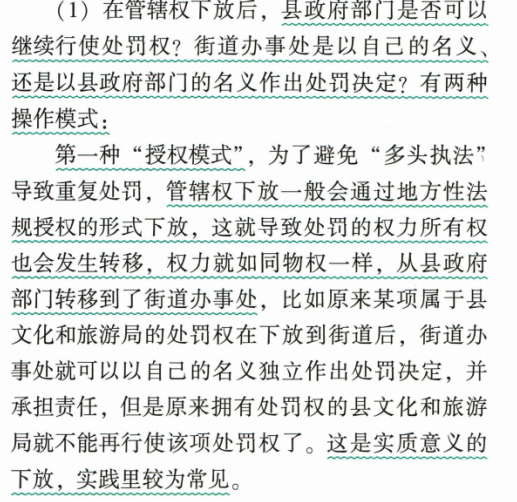 （1）在管辖权下放后，县政府部门是否可以
继续行使处罚权？街道办事处是以自己的名义、
还是以县政府部门的名义作出处罚决定？有两种
操作模式：
第一种“授权模式”，为了避免“多头执法”
导致重复处罚，管辖权下放一般会通过地方性法
规授权的形式下放，这就导致处罚的权力所有权
也会发生转移，权力就如同物权一样，从县政府
部门转移到了街道办事处，比如原来某项属于县
文化和旅游局的处罚权在下放到街道后，街道办
事处就可以以自己的名义独立作出处罚决定，并
承担责任，但是原来拥有处罚权的县文化和旅游
局就不能再行使该项处罚权了。这是实质意义的
下放，实践里较为常见。